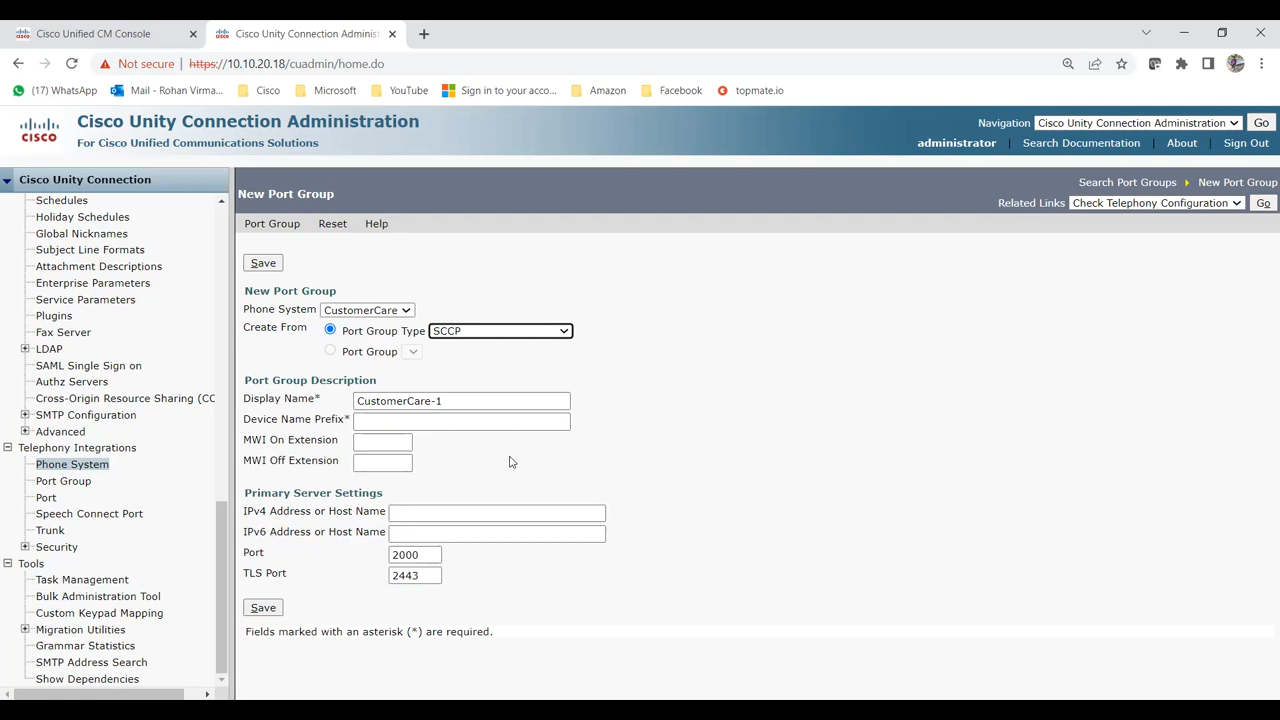 Cisco Unified CM Console
Cisco Unity Connection Administ
Not secure | https://10.10.20.18/cuadmin/home.do
(17) WhatsApp Mail - Rohan Virma... Cisco Microsoft YouTube Sign in to your acco... Amazon Facebook topmate.io
CISCO
Cisco Unity Connection Administration
For Cisco Unified Communications Solutions
Navigation Cisco Unity Connection Administration Go
administrator | Search Documentation | About | Sign Out
Cisco Unity Connection
Schedules
Holiday Schedules
Global Nicknames
Subject Line Formats
Attachment Descriptions
Enterprise Parameters
Service Parameters
Plugins
Fax Server
LDAP
SAML Single Sign on
Authz Servers
Cross-Origin Resource Sharing (CO
SMTP Configuration
Advanced
Telephony Integrations
Phone System
Port Group
Port
Speech Connect Port
Trunk
Security
Tools
Task Management
Bulk Administration Tool
Custom Keypad Mapping
Migration Utilities
Grammar Statistics
SMTP Address Search
Show Dependencies
New Port Group
Search Port Groups New Port Group
Related Links Check Telephony Configuration Go
Port Group Reset Help
Save
New Port Group
Phone System CustomerCare
Create From Port Group Type SCCP
Port Group
Port Group Description
Display Name* CustomerCare-1
Device Name Prefix*
MWI On Extension
MWI Off Extension
Primary Server Settings
IPv4 Address or Host Name
IPv6 Address or Host Name
Port 2000
TLS Port 2443
Save
Fields marked with an asterisk (*) are required.